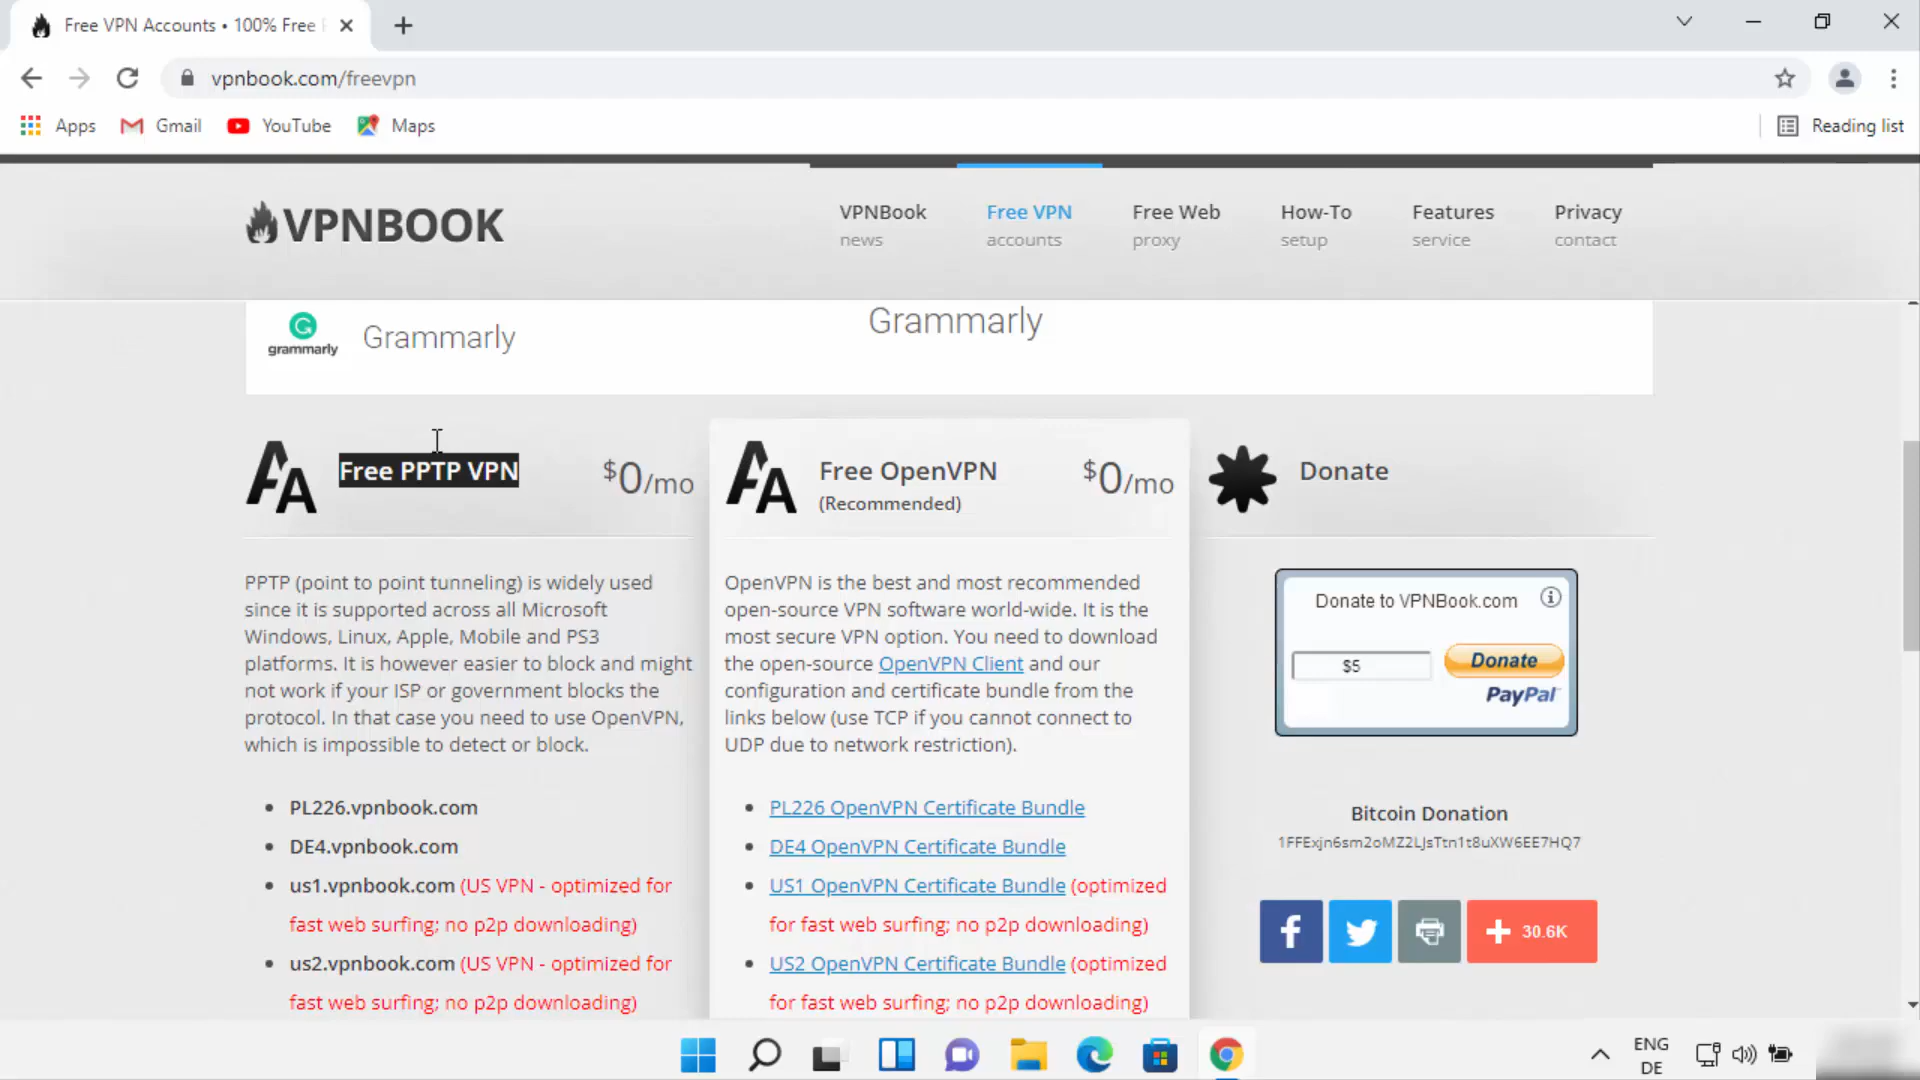 Free VPN Accounts • 100% Free
vpnbook.com/freevpn
Apps
Gmail
YouTube
Maps
Reading list
VPNBOOK
VPNBook
news
Free VPN
accounts
Free Web
proxy
How-To
setup
Features
service
Privacy
contact
grammarly
Grammarly
Grammarly
Free PPTP VPN
$0/mo
PPTP (point to point tunneling) is widely used
since it is supported across all Microsoft
Windows, Linux, Apple, Mobile and PS3
platforms. It is however easier to block and might
not work if your ISP or government blocks the
protocol. In that case you need to use OpenVPN,
which is impossible to detect or block.
• PL226.vpnbook.com
• DE4.vpnbook.com
• us1.vpnbook.com (US VPN - optimized for
fast web surfing; no p2p downloading)
• us2.vpnbook.com (US VPN - optimized for
fast web surfing; no p2p downloading)
Free OpenVPN
(Recommended)
$0/mo
OpenVPN is the best and most recommended
open-source VPN software world-wide. It is the
most secure VPN option. You need to download
the open-source OpenVPN Client and our
configuration and certificate bundle from the
links below (use TCP if you cannot connect to
UDP due to network restriction).
• PL226 OpenVPN Certificate Bundle
• DE4 OpenVPN Certificate Bundle
• US1 OpenVPN Certificate Bundle (optimized
for fast web surfing; no p2p downloading)
• US2 OpenVPN Certificate Bundle (optimized
for fast web surfing; no p2p downloading)
Donate
Donate to VPNBook.com
$5
Donate
PayPal
Bitcoin Donation
1FFExjn6sm2oMZ2LJsTtn1t8uXW6EE7HQ7
30.6K
ENG
DE